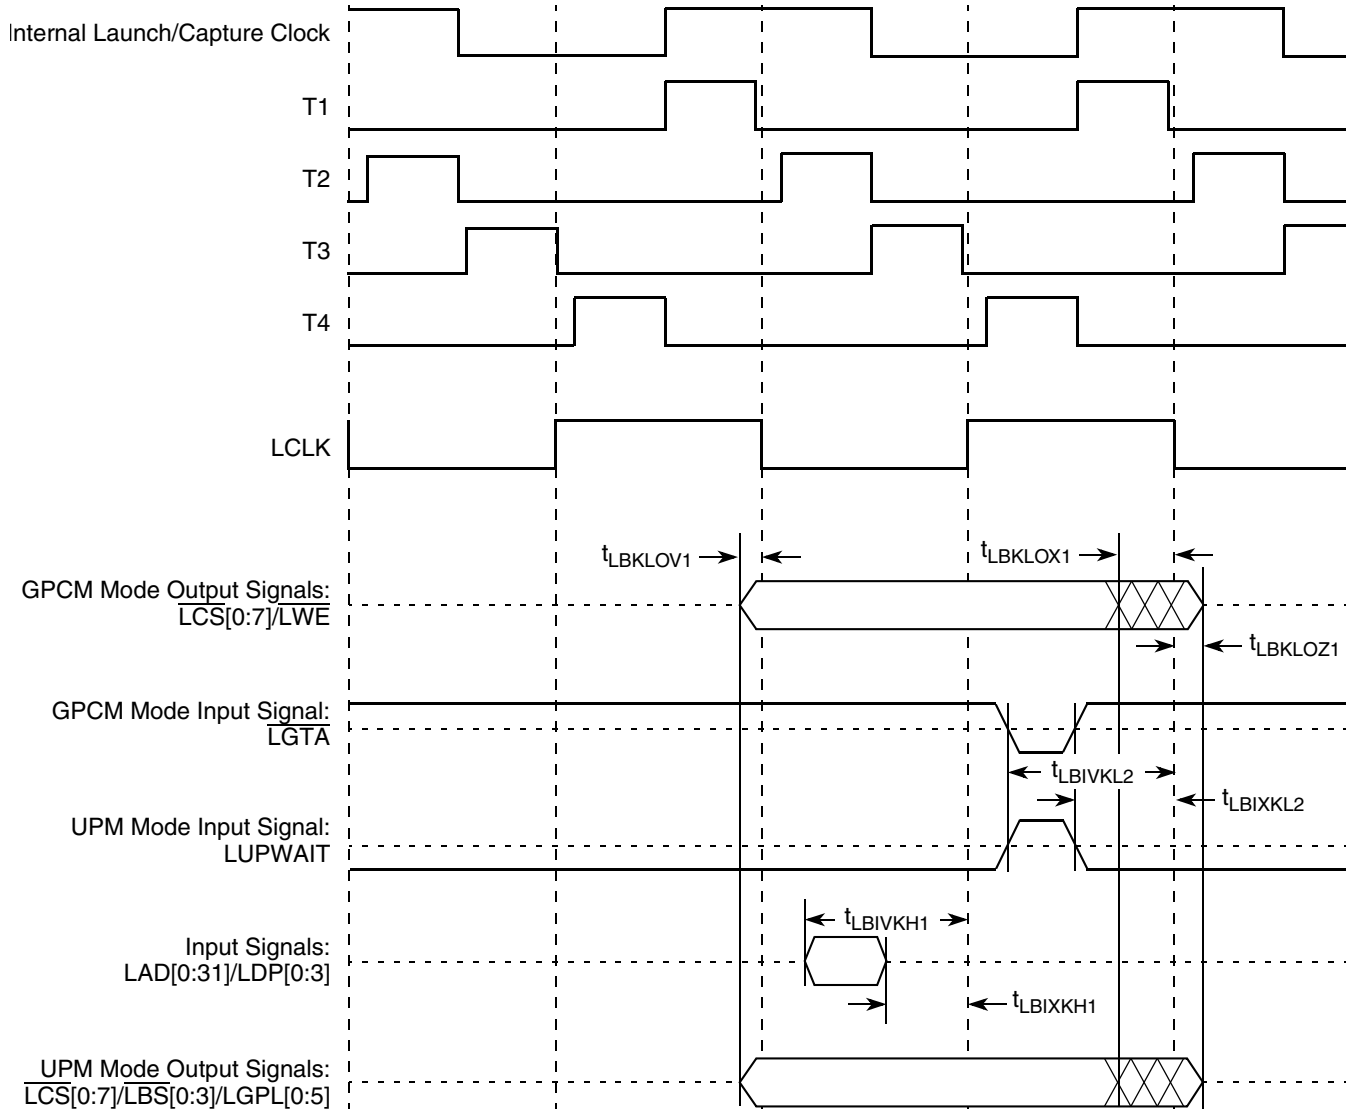 Internal Launch/Capture Clock
T1
T2
T3
T4
LCLK
tLBKLOV1
tLBKLOX1
GPCM Mode Output Signals:
LCS[0:7]/LWE
tLBKLOZ1
GPCM Mode Input Signal:
LGTA
tLBIVKL2
tLBIXKL2
UPM Mode Input Signal:
LUPWAIT
tLBIVKH1
Input Signals:
LAD[0:31]/LDP[0:3]
tLBIXKH1
UPM Mode Output Signals:
LCS[0:7]/LBS[0:3]/LGPL[0:5]